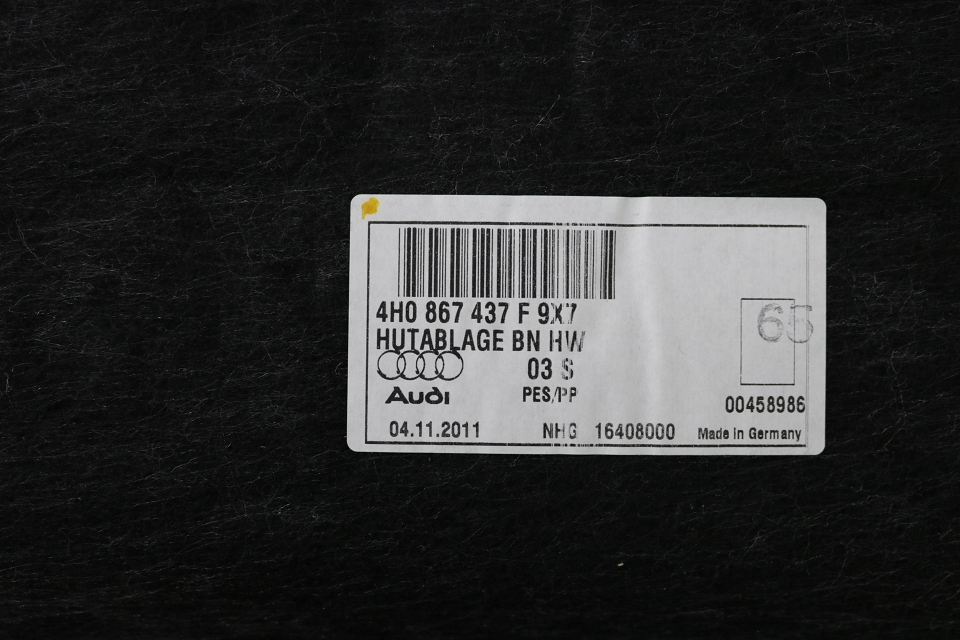 4H0 867 437 F 9X7
HUTABLAGE BN HW
03 S
Audi
PES/PP
65
00458986
04.11.2011
NHG 16408000
Made in Germany